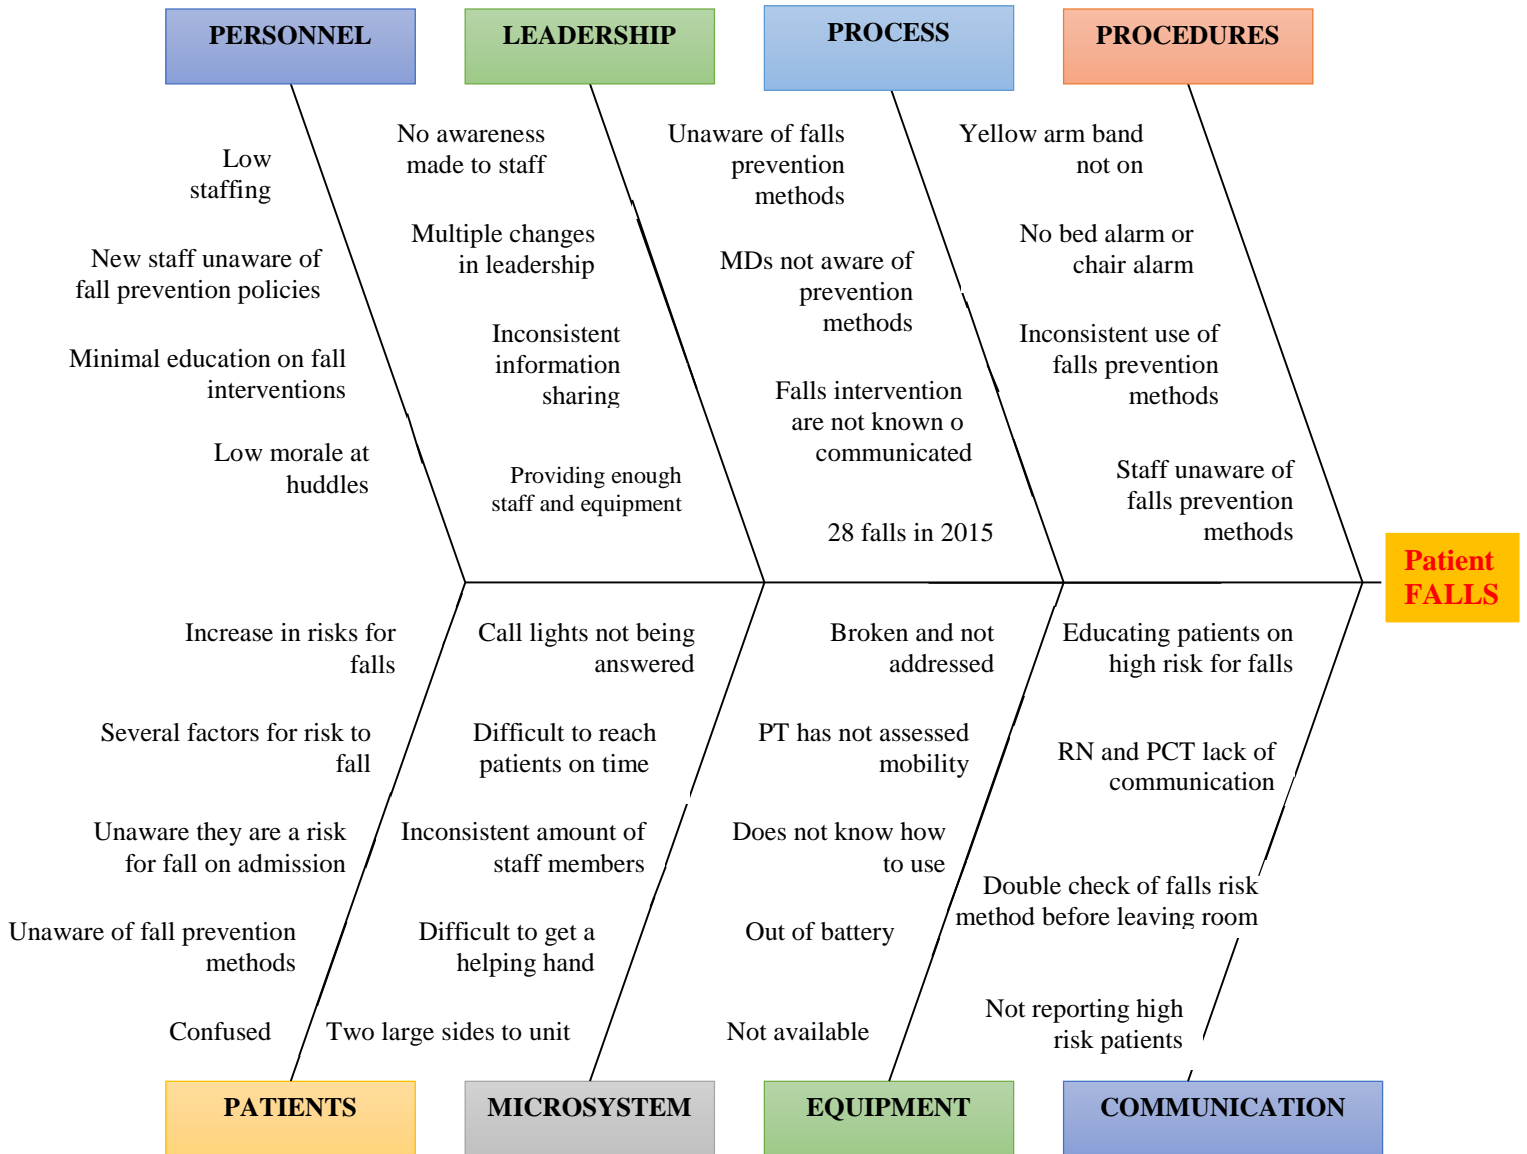 PERSONNEL
LEADERSHIP
PROCESS
PROCEDURES
Low
staffing
New staff unaware of
fall prevention policies
Minimal education on fall
interventions
Low morale at
huddles
No awareness
made to staff
Multiple changes
in leadership
Inconsistent
information
sharing
Providing enough
staff and equipment
Unaware of falls
prevention
methods
MDs not aware of
prevention
methods
Falls intervention
are not known o
communicated
28 falls in 2015
Yellow arm band
not on
No bed alarm or
chair alarm
Inconsistent use of
falls prevention
methods
Staff unaware of
falls prevention
methods
Patient
FALLS
Increase in risks for
falls
Several factors for risk to
fall
Unaware they are a risk
for fall on admission
Unaware of fall prevention
methods
Confused
Call lights not being
answered
Difficult to reach
patients on time
Inconsistent amount of
staff members
Difficult to get a
helping hand
Two large sides to unit
Broken and not
addressed
PT has not assessed
mobility
Does not know how
to use
Out of battery
Not available
Educating patients on
high risk for falls
RN and PCT lack of
communication
Double check of falls risk
method before leaving room
Not reporting high
risk patients
PATIENTS
MICROSYSTEM
EQUIPMENT
COMMUNICATION